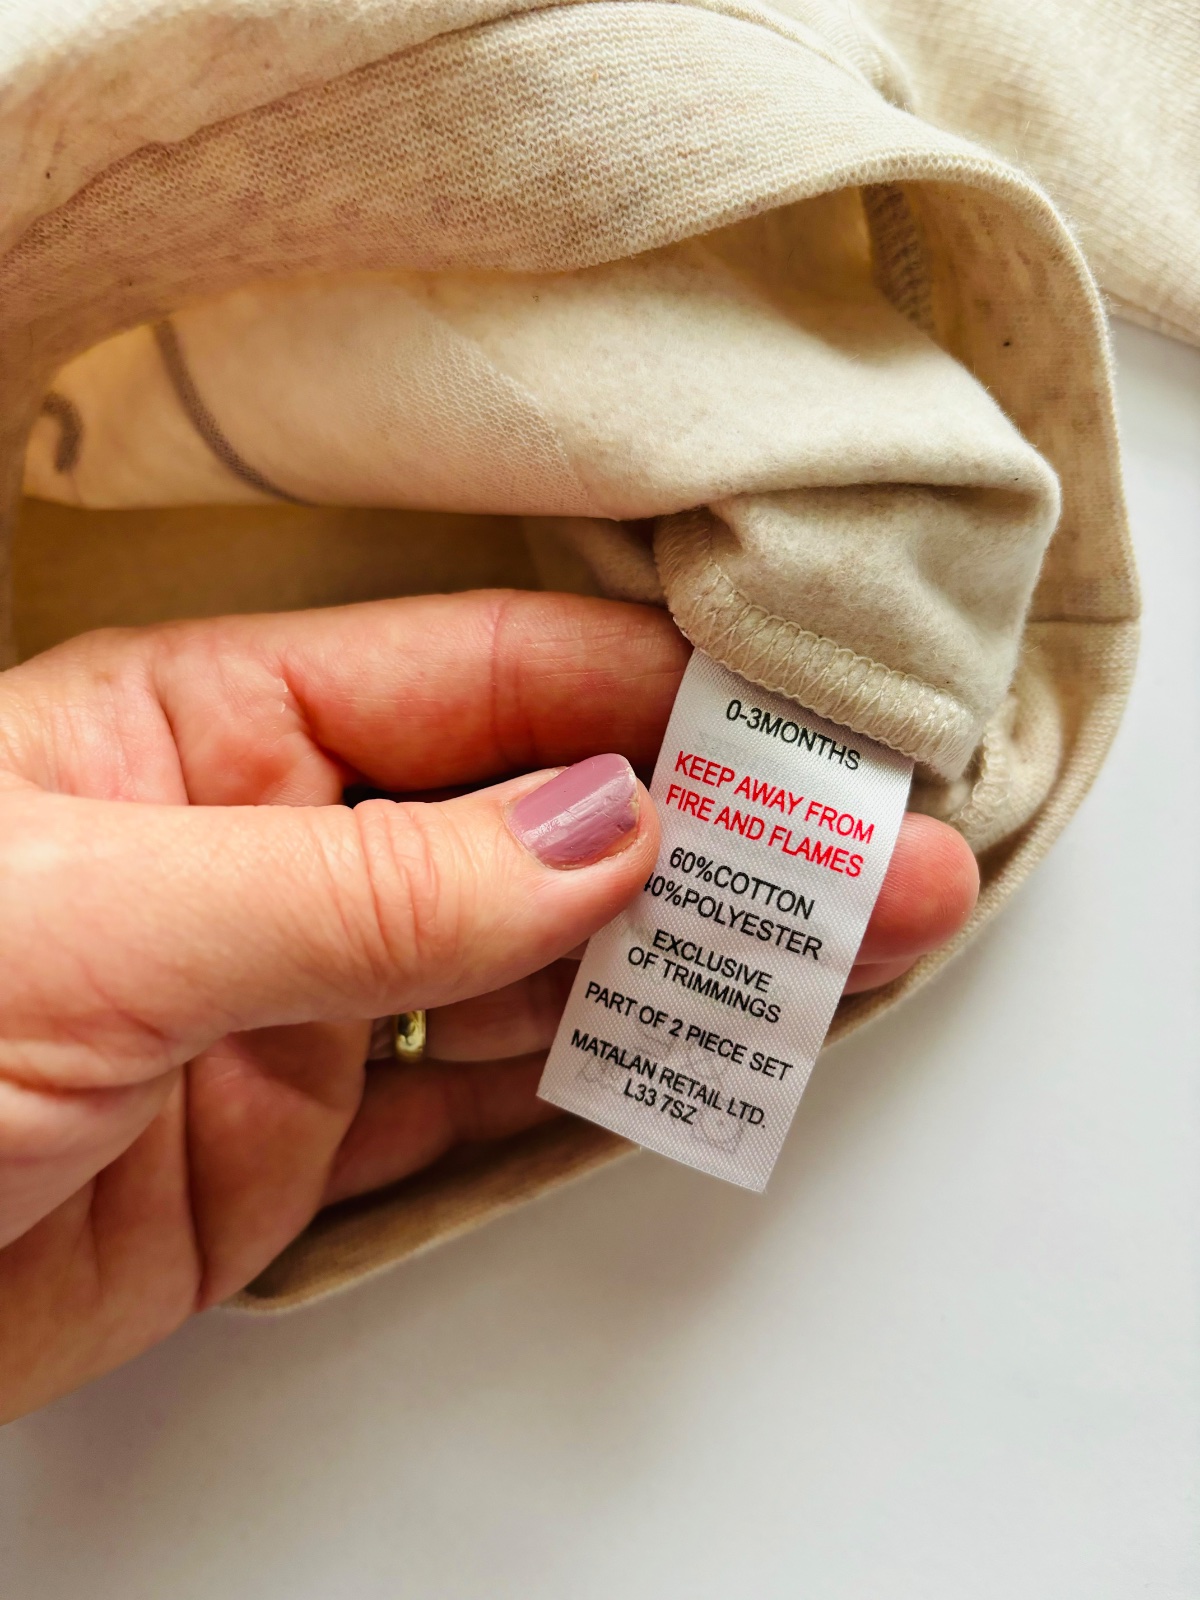 0-3MONTHS
KEEP AWAY FROM
FIRE AND FLAMES
60%COTTON
40%POLYESTER
EXCLUSIVE
OF TRIMMINGS
PART OF 2 PIECE SET
MATALAN RETAIL LTD.
L33 7SZ